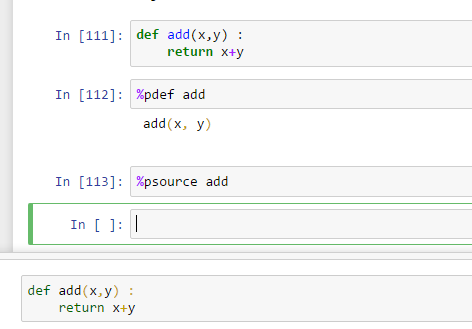 In [111]: def add(x,y) :
return x+y
In [112]: %pdef add
add(x, y)
In [113]: %psource add
In [ ]:
def add(x,y) :
return x+y